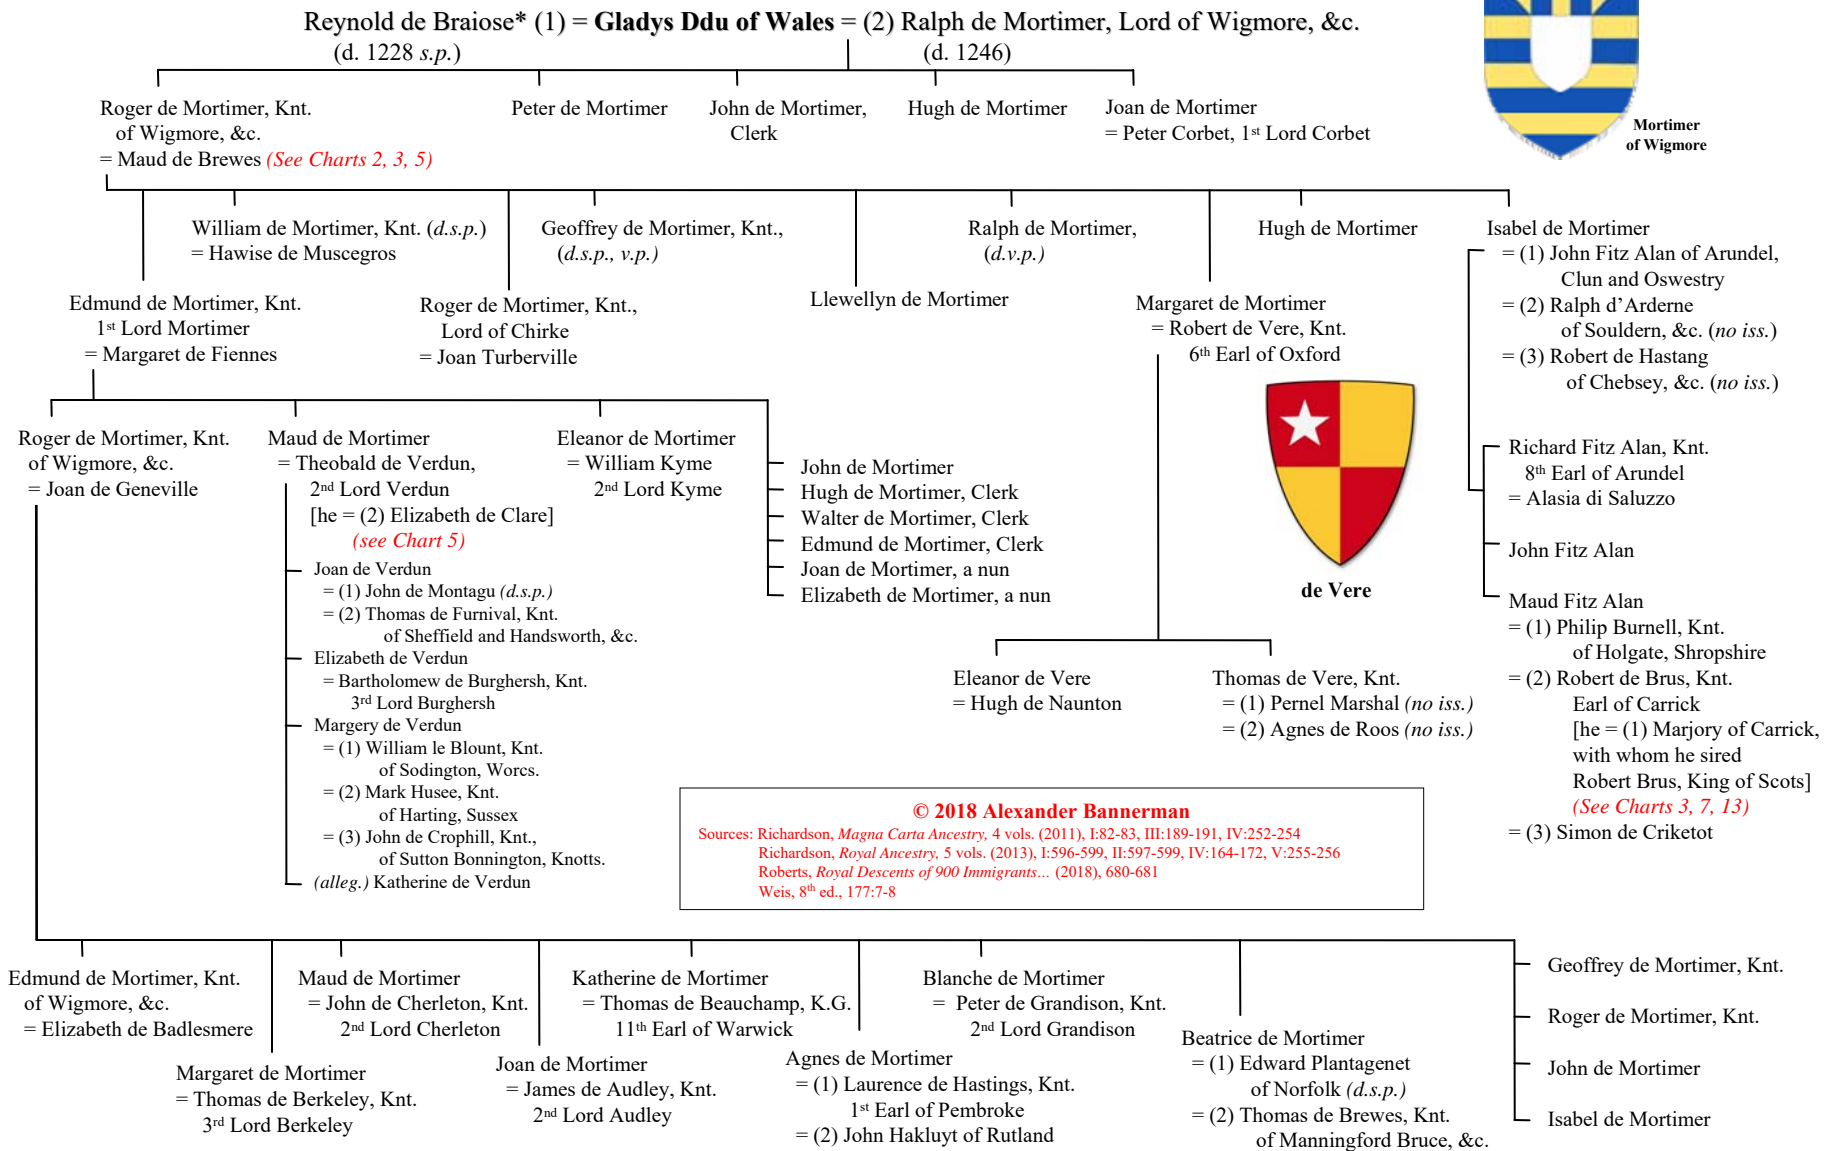 Reynold de Braiose* (1) = Gladys Ddu of Wales = (2) Ralph de Mortimer, Lord of Wigmore, &c.
(d. 1228 s.p.)
(d. 1246)
Mortimer
of Wigmore
Roger de Mortimer, Knt.
of Wigmore, &c.
= Maud de Brewes (See Charts 2, 3, 5)
Peter de Mortimer
John de Mortimer,
Clerk
Hugh de Mortimer
Joan de Mortimer
= Peter Corbet, 1st Lord Corbet
William de Mortimer, Knt. (d.s.p.)
= Hawise de Muscegros
Geoffrey de Mortimer, Knt.,
(d.s.p., v.p.)
Ralph de Mortimer,
(d.v.p.)
Hugh de Mortimer
Isabel de Mortimer
= (1) John Fitz Alan of Arundel,
Clun and Oswestry
= (2) Ralph d'Arderne
of Souldern, &c. (no iss.)
= (3) Robert de Hastang
of Chebsey, &c. (no iss.)
Edmund de Mortimer, Knt.
1st Lord Mortimer
= Margaret de Fiennes
Roger de Mortimer, Knt.,
Lord of Chirke
= Joan Turberville
Llewellyn de Mortimer
Margaret de Mortimer
= Robert de Vere, Knt.
6th Earl of Oxford
de Vere
Roger de Mortimer, Knt.
of Wigmore, &c.
= Joan de Geneville
Maud de Mortimer
= Theobald de Verdun,
2nd Lord Verdun
[he = (2) Elizabeth de Clare]
(see Chart 5)
Joan de Verdun
= (1) John de Montagu (d.s.p.)
= (2) Thomas de Furnival, Knt.
of Sheffield and Handsworth, &c.
Elizabeth de Verdun
= Bartholomew de Burghersh, Knt.
3rd Lord Burghersh
Margery de Verdun
= (1) William le Blount, Knt.
of Sodington, Worcs.
= (2) Mark Husee, Knt.
of Harting, Sussex
= (3) John de Crophill, Knt.,
of Sutton Bonnington, Knotts.
(alleg.) Katherine de Verdun
Eleanor de Mortimer
= William Kyme
2nd Lord Kyme
John de Mortimer
Hugh de Mortimer, Clerk
Walter de Mortimer, Clerk
Edmund de Mortimer, Clerk
Joan de Mortimer, a nun
Elizabeth de Mortimer, a nun
Eleanor de Vere
= Hugh de Naunton
Thomas de Vere, Knt.
= (1) Pernel Marshal (no iss.)
= (2) Agnes de Roos (no iss.)
Richard Fitz Alan, Knt.
8th Earl of Arundel
= Alasia di Saluzzo
John Fitz Alan
Maud Fitz Alan
= (1) Philip Burnell, Knt.
of Holgate, Shropshire
= (2) Robert de Brus, Knt.
Earl of Carrick
[he = (1) Marjory of Carrick,
with whom he sired
Robert Brus, King of Scots]
(See Charts 3, 7, 13)
= (3) Simon de Criketot
© 2018 Alexander Bannerman
Sources: Richardson, Magna Carta Ancestry, 4 vols. (2011), I:82-83, III:189-191, IV:252-254
Richardson, Royal Ancestry, 5 vols. (2013), I:596-599, II:597-599, IV:164-172, V:255-256
Roberts, Royal Descents of 900 Immigrants... (2018), 680-681
Weis, 8th ed., 177:7-8
Edmund de Mortimer, Knt.
of Wigmore, &c.
= Elizabeth de Badlesmere
Margaret de Mortimer
= Thomas de Berkeley, Knt.
3rd Lord Berkeley
Maud de Mortimer
= John de Cherleton, Knt.
2nd Lord Cherleton
Joan de Mortimer
= James de Audley, Knt.
2nd Lord Audley
Katherine de Mortimer
= Thomas de Beauchamp, K.G.
11th Earl of Warwick
Agnes de Mortimer
= (1) Laurence de Hastings, Knt.
1st Earl of Pembroke
= (2) John Hakluyt of Rutland
Blanche de Mortimer
= Peter de Grandison, Knt.
2nd Lord Grandison
Beatrice de Mortimer
= (1) Edward Plantagenet
of Norfolk (d.s.p.)
= (2) Thomas de Brewes, Knt.
of Manningford Bruce, &c.
Geoffrey de Mortimer, Knt.
Roger de Mortimer, Knt.
John de Mortimer
Isabel de Mortimer